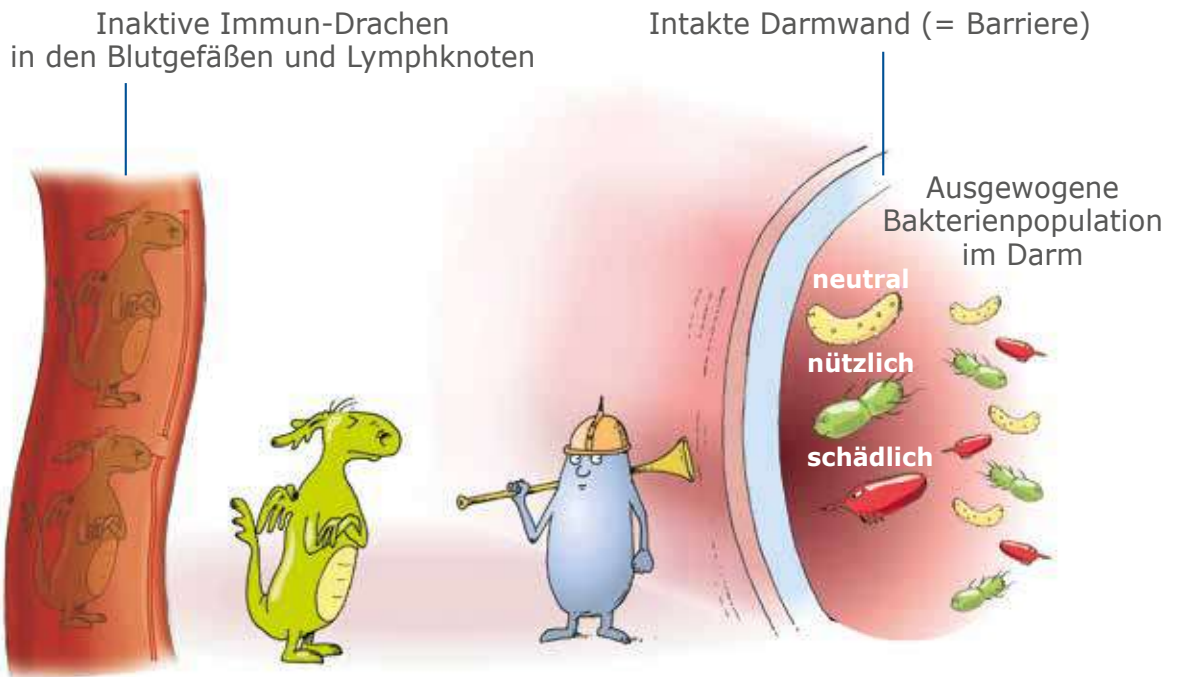 Inaktive Immun-Drachen
in den Blutgefäßen und Lymphknoten
Intakte Darmwand (= Barriere)
Ausgewogene
Bakterienpopulation
im Darm
neutral
nützlich
schädlich